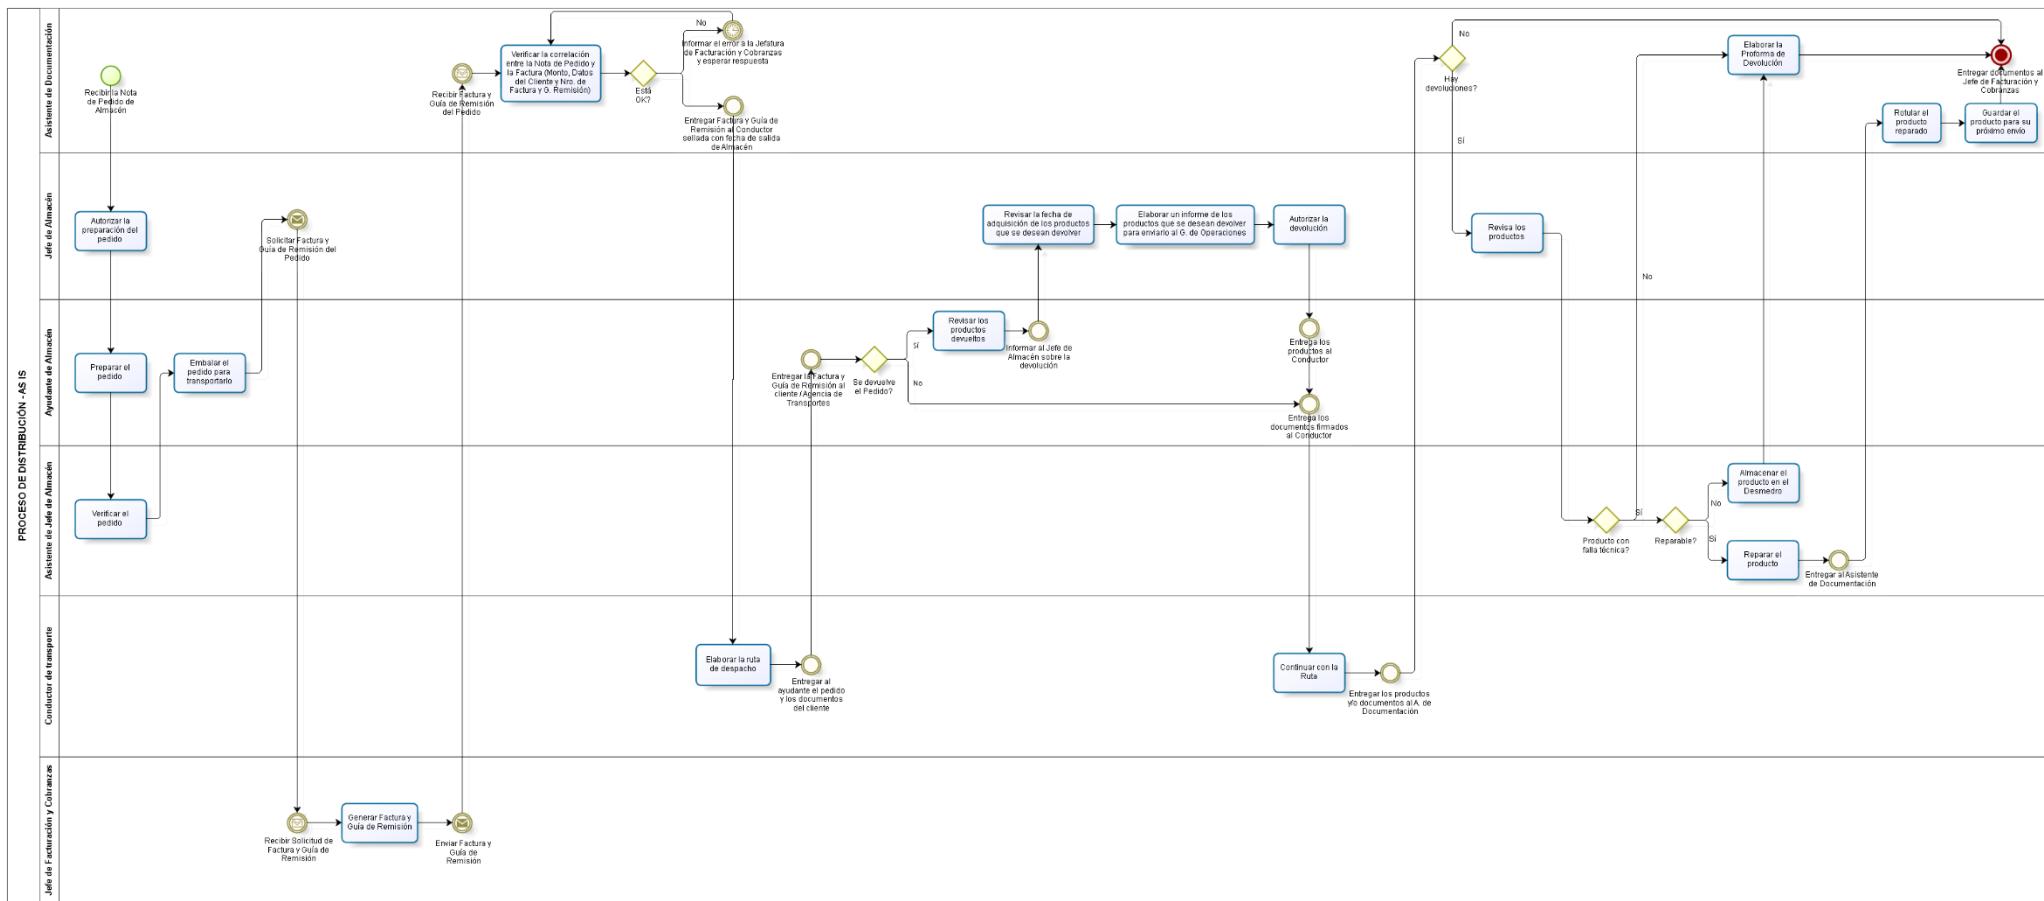 PROCESO DE DISTRIBUCIÓN - AS IS
Asistente de Documentación
Recibir la Nota
de Pedido de
Almacén
Recibir Factura y
Guía de Remisión
del Pedido
Verificar la correlación
entre la Nota de Pedido y
la Factura (Monto, Datos
del Cliente y Nro. de
Factura y G. Remisión)
Está
OK?
No
Informar el error a la Jefatura
de Facturación y Cobranzas
y esperar respuesta
Entregar Factura y Guía de
Remisión al Conductor
sellada con fecha de salida
de Almacén
Hay
devoluciones?
No
Sí
Elaborar la
Proforma de
Devolución
Rotular el
producto
reparado
Guardar el
producto para su
próximo envío
Entregar documentos al
Jefe de Facturación y
Cobranzas
Jefe de Almacén
Autorizar la
preparación del
pedido
Solicitar Factura y
Guía de Remisión del
Pedido
Revisar la fecha de
adquisición de los productos
que se desean devolver
Elaborar un informe de los
productos que se desean devolver
para enviarlo al G. de Operaciones
Autorizar la
devolución
Revisa los
productos
No
Ayudante de Almacén
Preparar el
pedido
Embalar el
pedido para
transportarlo
Entregar la Factura y
Guía de Remisión al
cliente / Agencia de
Transportes
Se devuelve
el Pedido?
Sí
No
Revisar los
productos
devueltos
Informar al Jefe de
Almacén sobre la
devolución
Entrega los
productos al
Conductor
Entrega los
documentos firmados
al Conductor
Asistente de Jefe de Almacén
Verificar el
pedido
Producto con
falla técnica?
Sí
Reparable?
No
Sí
Almacenar el
producto en el
Desmedro
Reparar el
producto
Entregar al Asistente
de Documentación
Conductor de transporte
Elaborar la ruta
de despacho
Entregar al
ayudante el pedido
y los documentos
del cliente
Continuar con la
Ruta
Entregar los productos
y/o documentos al A. de
Documentación
Jefe de Facturación y Cobranzas
Recibir Solicitud de
Factura y Guía de
Remisión
Generar Factura y
Guía de Remisión
Enviar Factura y
Guía de
Remisión